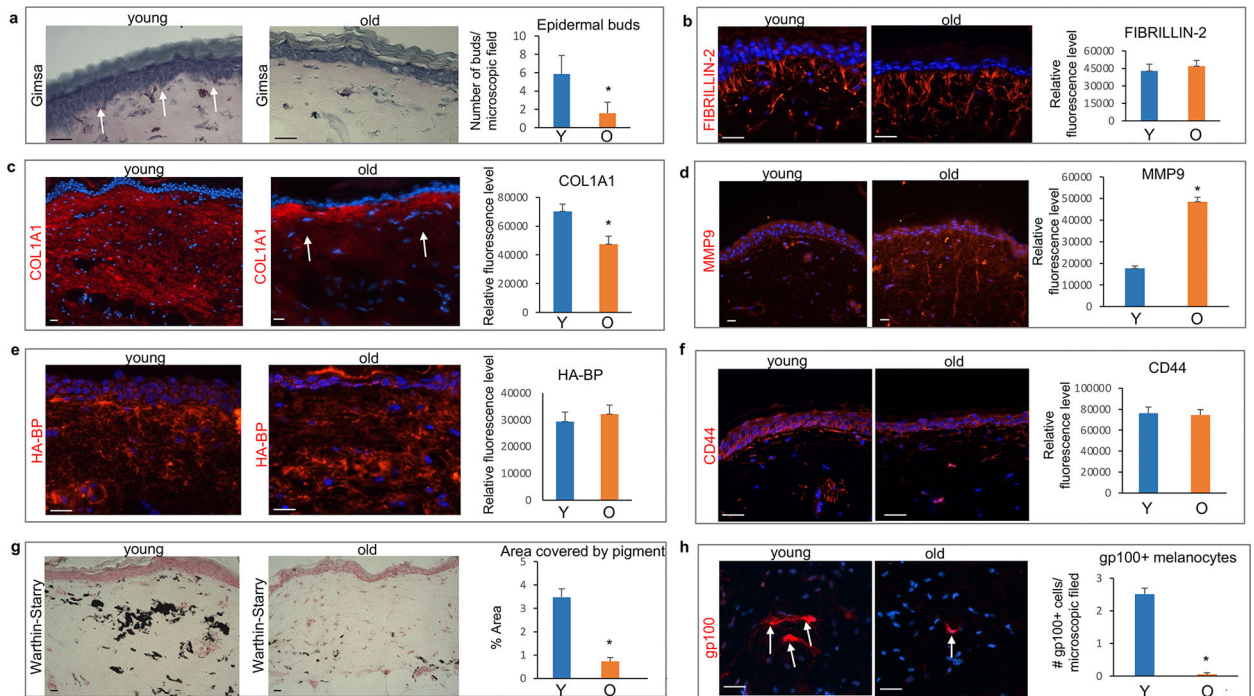 a
young
old
Gimsa
Gimsa
Epidermal buds
Number of buds/
microscopic field
10
8
6
4
2
0
*
Y
O
b
young
old
FIBRILLIN-2
FIBRILLIN-2
Relative
fluorescence level
60000
45000
30000
15000
0
Y
O
c
young
old
COL1A1
COL1A1
COL1A1
Relative fluorescence level
80000
60000
40000
20000
0
*
Y
O
d
young
old
MMP9
MMP9
Relative
fluorescence level
60000
50000
40000
30000
20000
10000
0
*
Y
O
e
young
old
HA-BP
HA-BP
HA-BP
Relative fluorescence level
40000
30000
20000
10000
0
Y
O
f
young
old
CD44
CD44
Relative
fluorescence level
100000
80000
60000
40000
20000
0
Y
O
g
young
old
Warthin-Starry
Warthin-Starry
Area covered by pigment
% Area
5
4
3
2
1
0
*
Y
O
h
young
old
gp100
gp100+ melanocytes
# gp100+ cells/
microscopic filed
3
2
1
0
*
Y
O